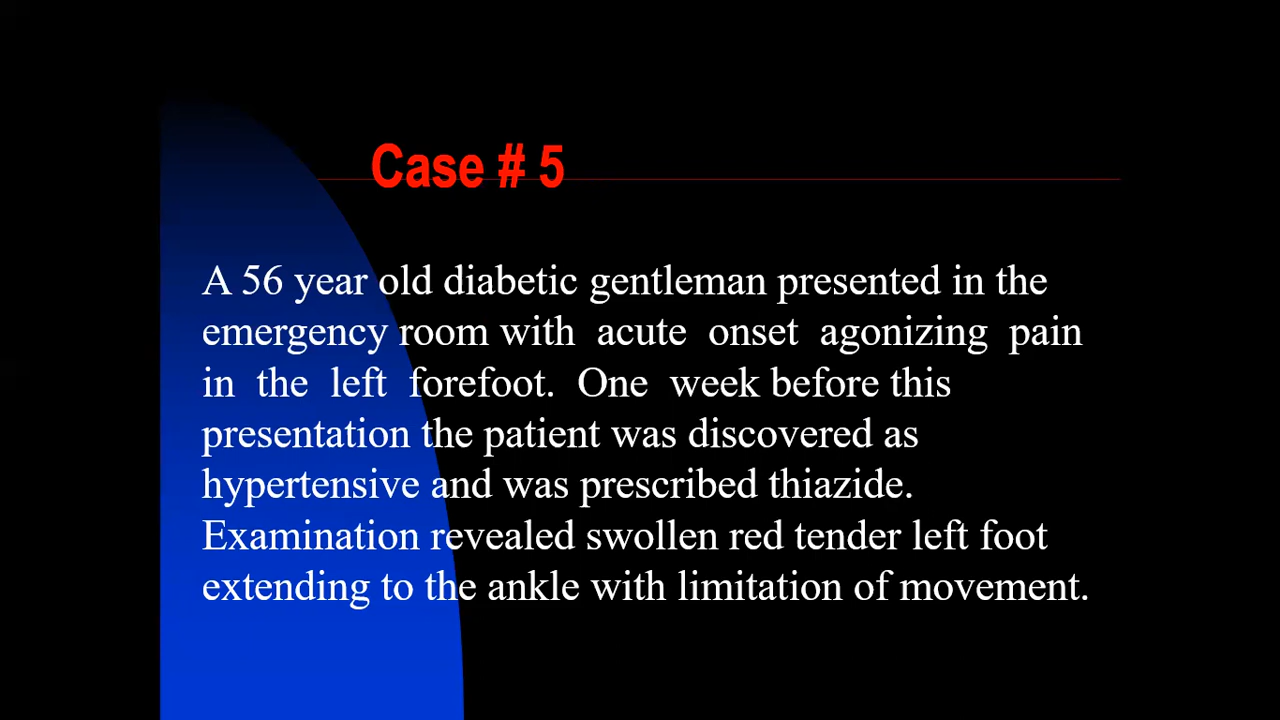 Case # 5
A 56 year old diabetic gentleman presented in the
emergency room with acute onset agonizing pain
in the left forefoot. One week before this
presentation the patient was discovered as
hypertensive and was prescribed thiazide.
Examination revealed swollen red tender left foot
extending to the ankle with limitation of movement.